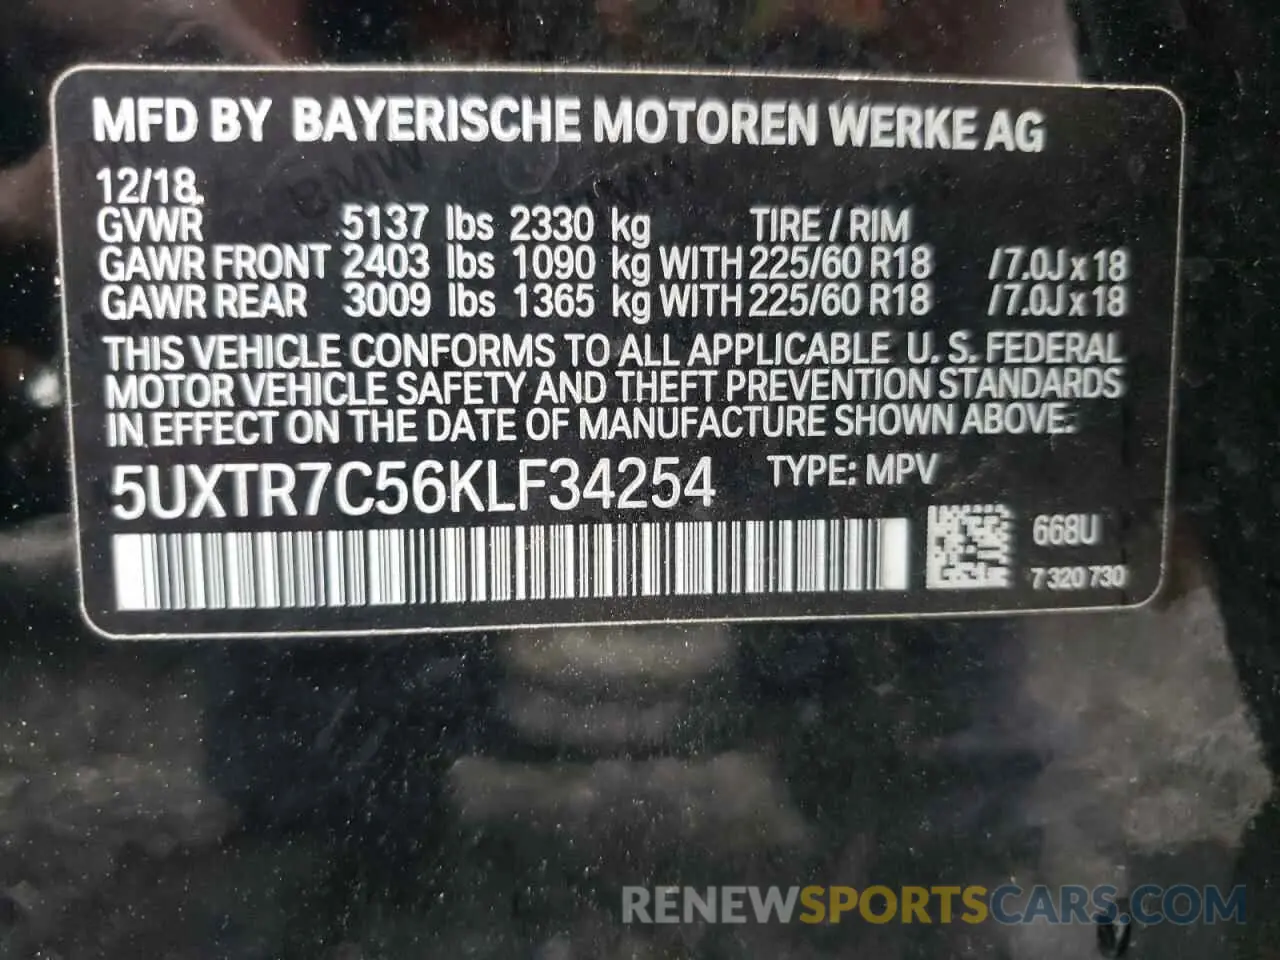 MFD BY BAYERISCHE MOTOREN WERKE AG
12/18
GVWR 5137 lbs 2330 kg TIRE / RIM
GAWR FRONT 2403 lbs 1090 kg WITH 225/60 R18 / 7.0J x 18
GAWR REAR 3009 lbs 1365 kg WITH 225/60 R18 / 7.0J x 18
THIS VEHICLE CONFORMS TO ALL APPLICABLE U. S. FEDERAL
MOTOR VEHICLE SAFETY AND THEFT PREVENTION STANDARDS
IN EFFECT ON THE DATE OF MANUFACTURE SHOWN ABOVE.
5UXTR7C56KLF34254 TYPE: MPV
668U
7 320 730
RENEWSPORTSCARS.COM